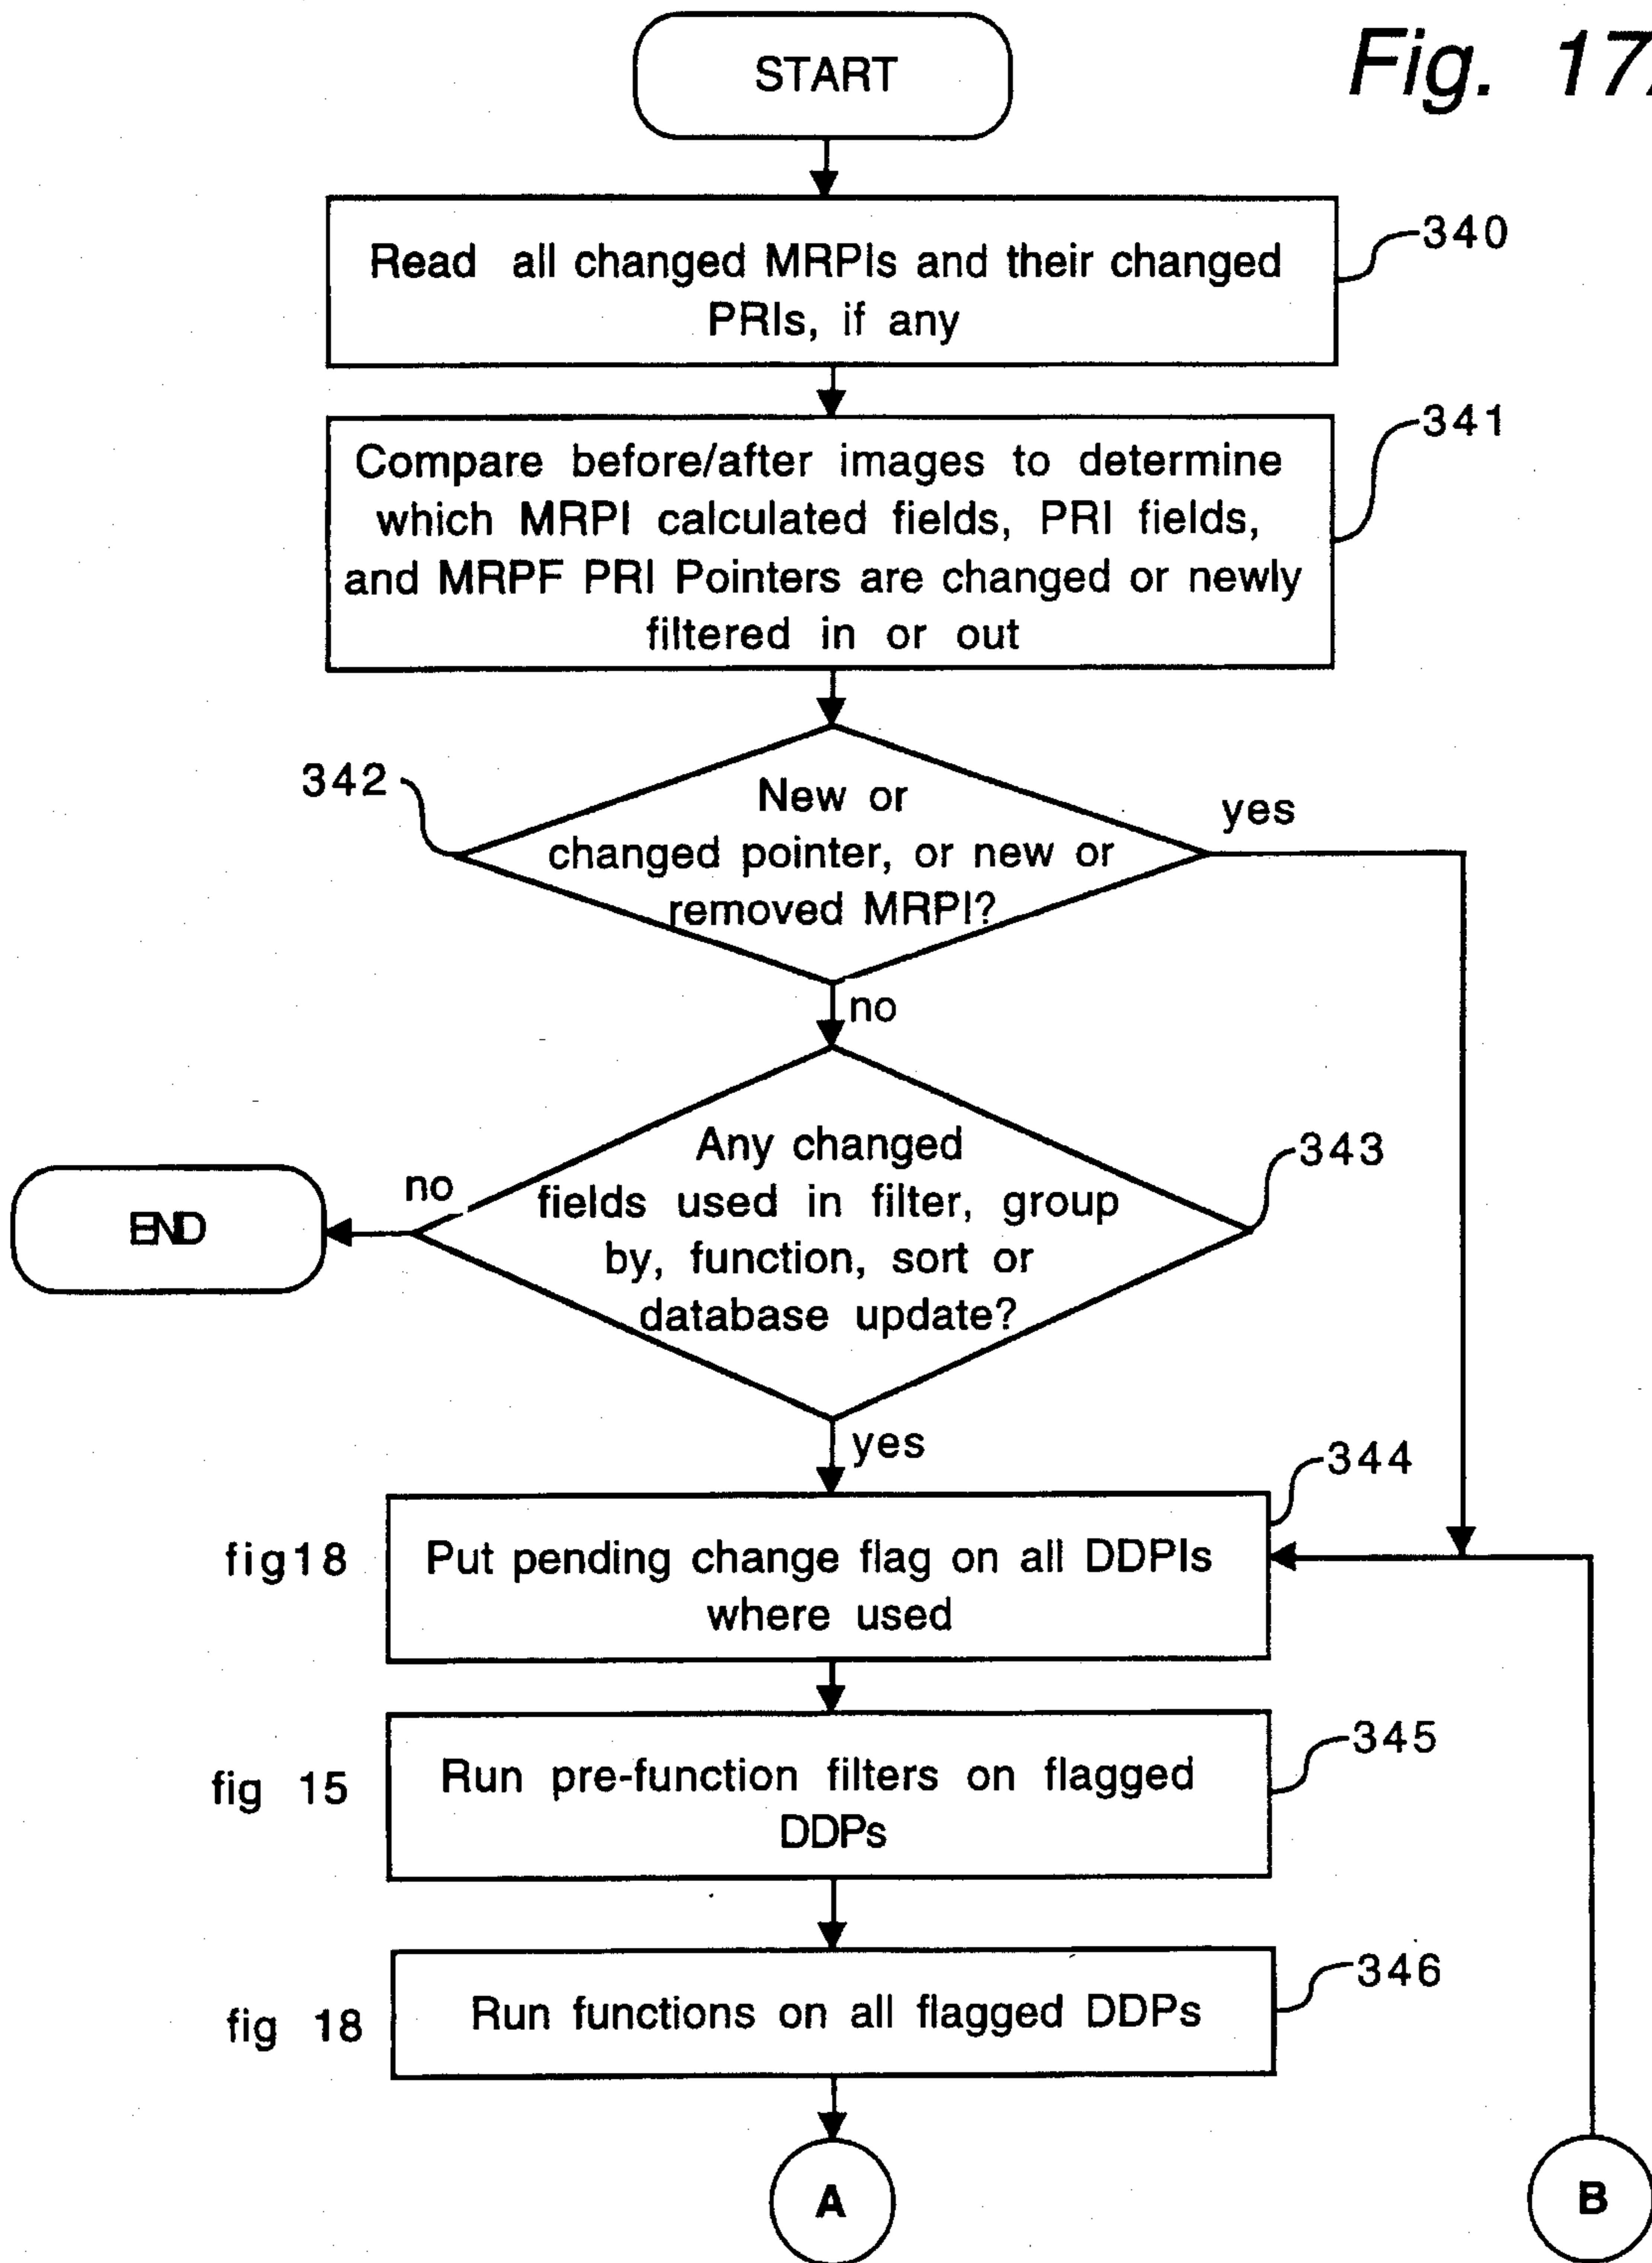 START
Fig. 17
Read all changed MRPIs and their changed
PRIs, if any
340
Compare before/after images to determine
which MRPI calculated fields, PRI fields,
and MRPF PRI Pointers are changed or newly
filtered in or out
341
342
New or
changed pointer, or new or
removed MRPI?
yes
no
Any changed
fields used in filter, group
by, function, sort or
database update?
343
no
END
yes
344
fig18
Put pending change flag on all DDPIs
where used
345
fig 15
Run pre-function filters on flagged
DDPs
346
fig 18
Run functions on all flagged DDPs
A
B